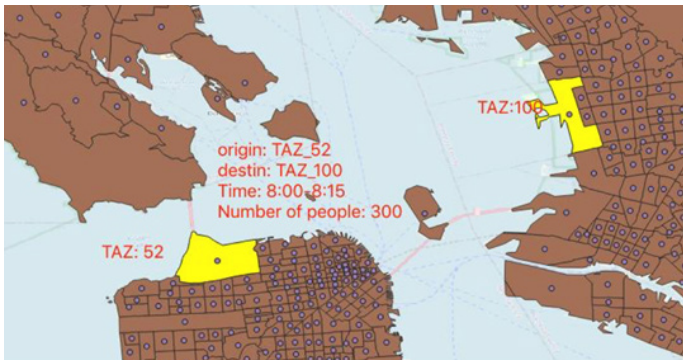 TAZ:100
origin: TAZ_52
destin: TAZ_100
Time: 8:00-8:15
Number of people: 300
TAZ: 52